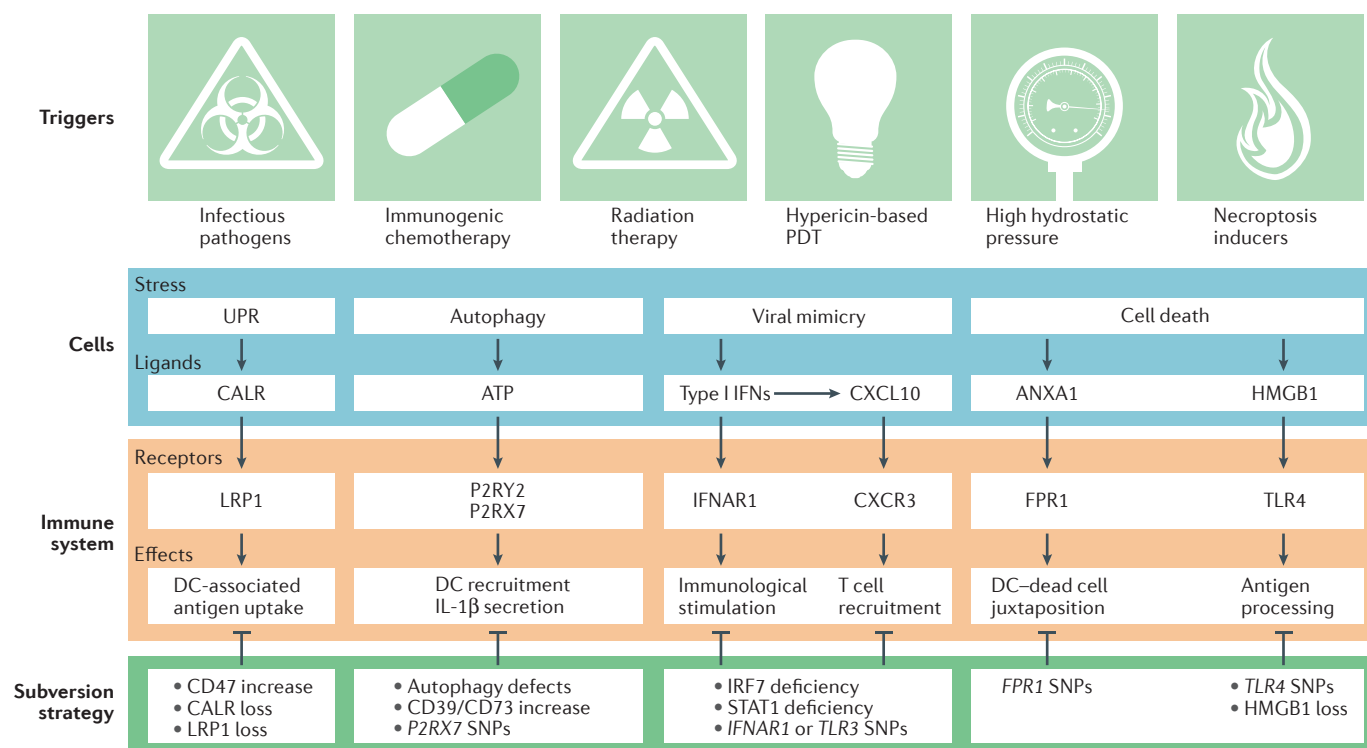 Triggers
Infectious
pathogens
Immunogenic
chemotherapy
Radiation
therapy
Hypericin-based
PDT
High hydrostatic
pressure
Necroptosis
inducers
Cells
Stress
UPR
Autophagy
Viral mimicry
Cell death
Ligands
CALR
ATP
Type I IFNs
CXCL10
ANXA1
HMGB1
Immune
system
Receptors
LRP1
P2RY2
P2RX7
IFNAR1
CXCR3
FPR1
TLR4
Effects
DC-associated
antigen uptake
DC recruitment
IL-1β secretion
Immunological
stimulation
T cell
recruitment
DC–dead cell
juxtaposition
Antigen
processing
Subversion
strategy
• CD47 increase
• CALR loss
• LRP1 loss
• Autophagy defects
• CD39/CD73 increase
• P2RX7 SNPs
• IRF7 deficiency
• STAT1 deficiency
• IFNAR1 or TLR3 SNPs
FPR1 SNPs
• TLR4 SNPs
• HMGB1 loss